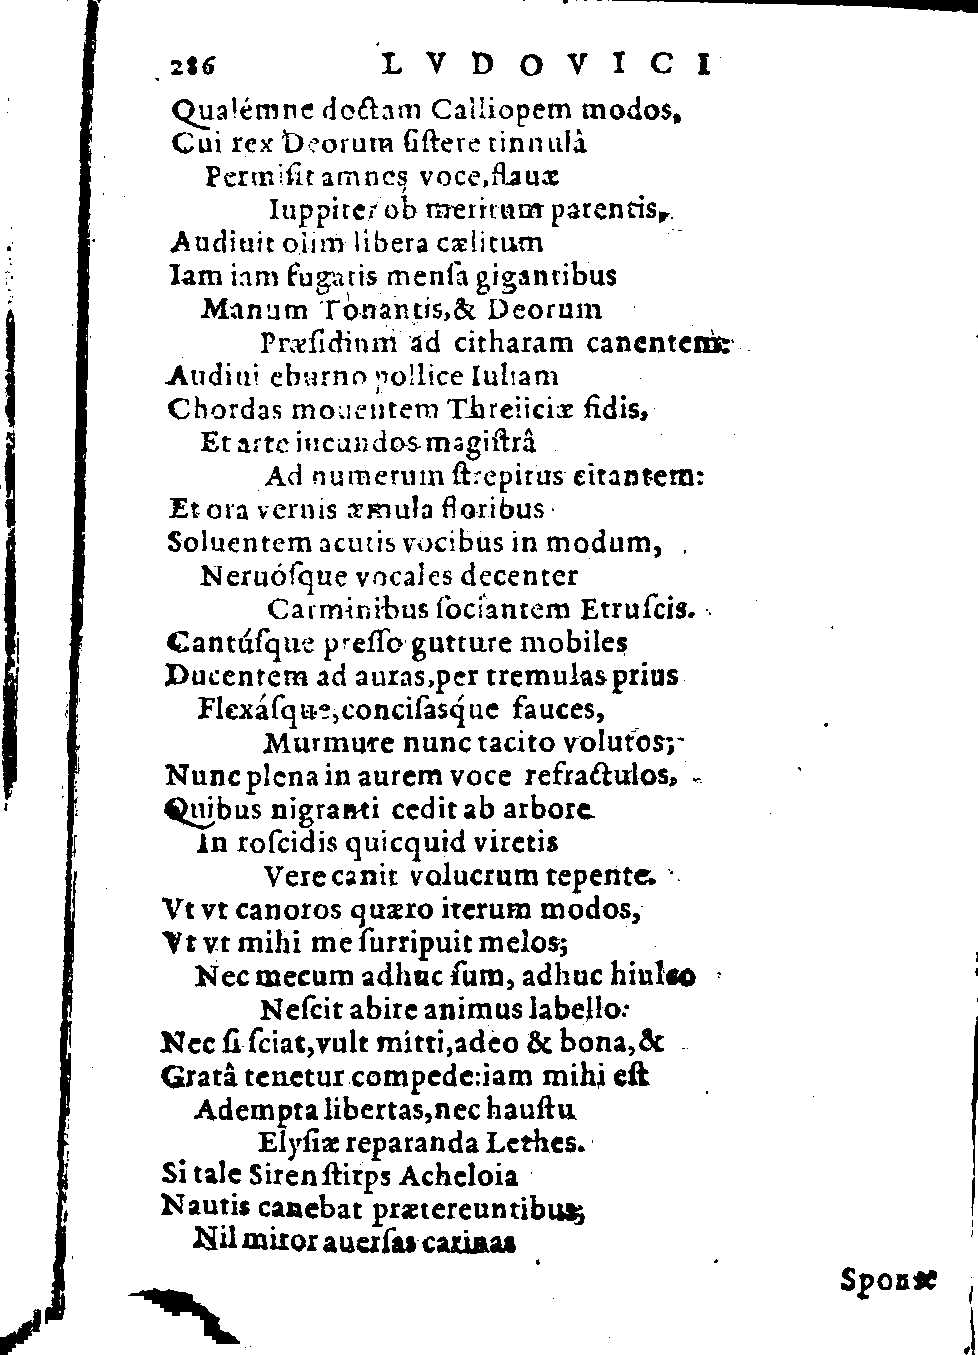 286 LVDOVICI
Qualémne doctam Calliopem modos,
Cui rex Deorum ſiſtere tinnulâ
Permiſit amnes voce, flauæ
Iuppiter ob meritum parentis,
Audiuit olim libera cælitum
Iam iam fugatis menſa gigantibus
Manum Tonantis, & Deorum
Præſidium ad citharam canentem:
Audiui eburno pollice Iuliam
Chordas mouentem Threiiciæ fidis,
Et arte iucundos magiſtrâ
Ad numerum ſtrepitus citantem:
Et ora vernis æmula floribus
Soluentem acutis vocibus in modum,
Neruóſque vocales decenter
Carminibus ſociantem Etruſcis.
Cantúſque preſſo gutture mobiles
Ducentem ad auras, per tremulas prius
Flexáſque, conciſasq́ue fauces,
Murmure nunc tacito volutos;
Nunc plena in aurem voce refractulos,
Quibus nigranti cedit ab arbore
In roſcidis quicquid viretis
Vere canit volucrum tepente.
Vt vt canoros quæro iterum modos,
Vt vt mihi me ſurripuit melos;
Nec mecum adhuc ſum, adhuc hiulco
Neſcit abire animus labello:
Nec ſi ſciat, vult mitti, adeo & bona, &
Gratâ tenetur compede: iam mihi eſt
Adempta libertas, nec hauſtu
Elyſiæ reparanda Lethes.
Si tale Siren ſtirps Acheloia
Nautis canebat prætereuntibus;
Nil miror auerſas carinas
Sponſæ